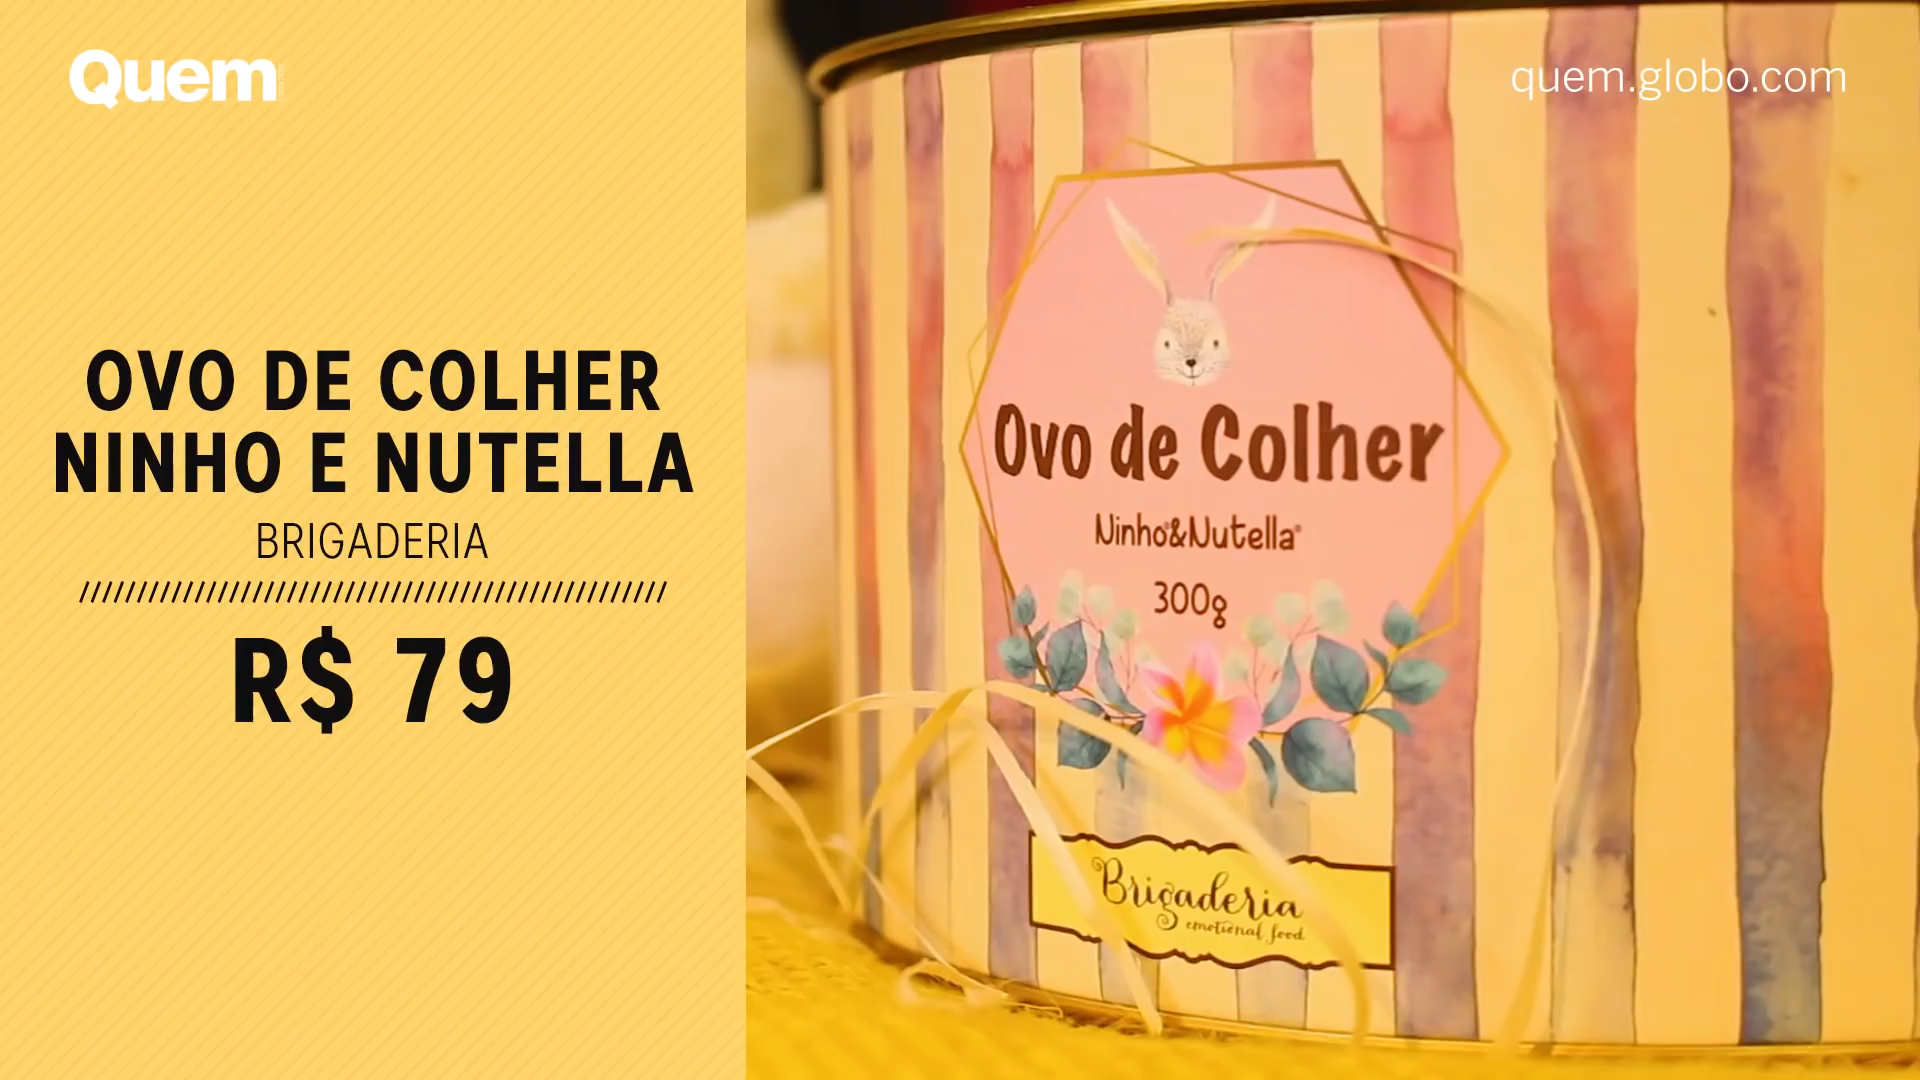 Quem
quem.globo.com
OVO DE COLHER
NINHO E NUTELLA
BRIGADERIA
R$ 79
Ovo de Colher
Ninho&Nutella
300g
Brigaderia
emotional food